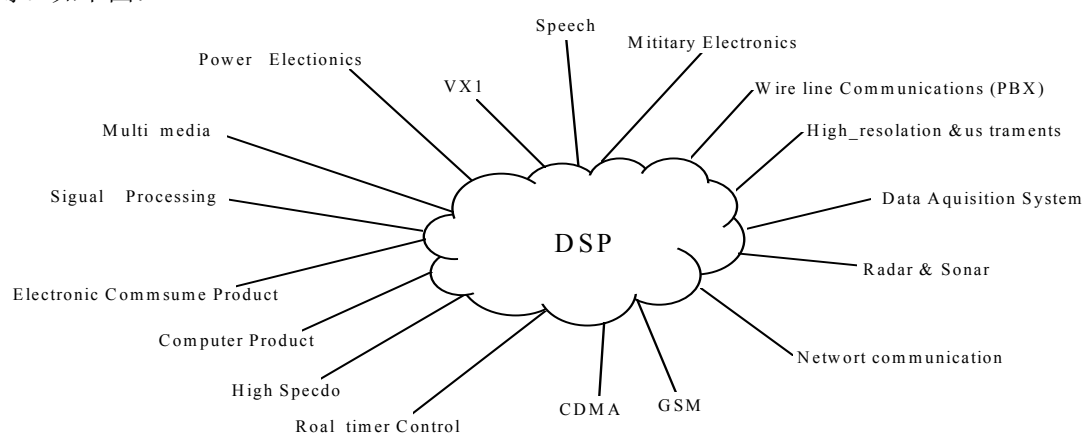 Speech
Mititary Electronics
Power Electionics
VX1
Wire line Communications (PBX)
Multi media
High_resolation &us traments
Sigual Processing
Data Aquisition System
DSP
Radar & Sonar
Electronic Commsume Product
Computer Product
Networt communication
High Specdo
CDMA
GSM
Roal timer Control